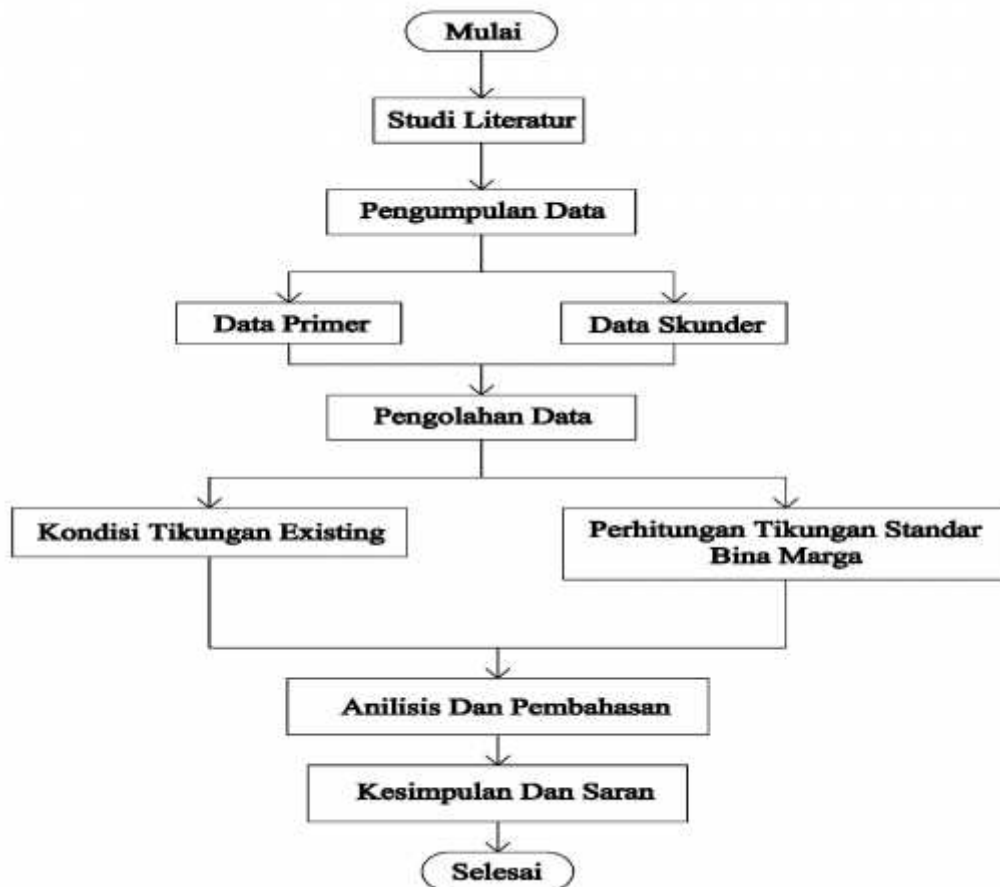 Mulai
Studi Literatur
Pengumpulan Data
Data Primer
Data Skunder
Pengolahan Data
Kondisi Tikungan Existing
Perhitungan Tikungan Standar
Bina Marga
Anilisis Dan Pembahasan
Kesimpulan Dan Saran
Selesai